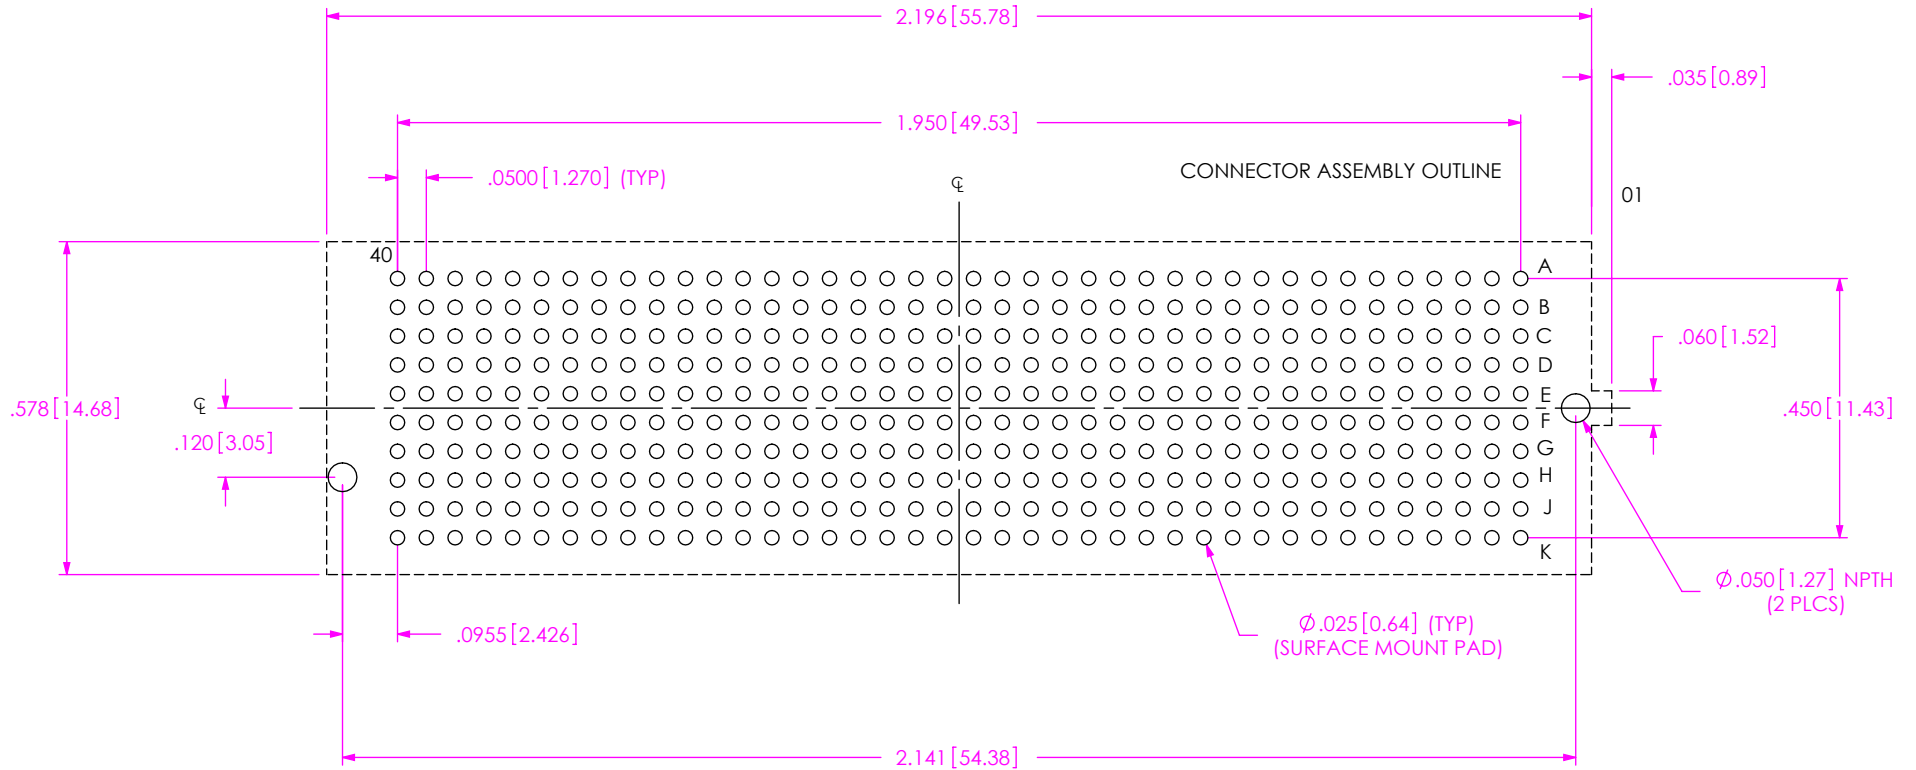 2.196[55.78]
.035[0.89]
1.950[49.53]
CONNECTOR ASSEMBLY OUTLINE
.0500[1.270] (TYP)
℄
01
40
A
B
C
.060[1.52]
D
E
℄
.578[14.68]
.450[11.43]
F
.120[3.05]
G
H
J
K
Ø.050[1.27] NPTH
(2 PLCS)
Ø.025[0.64] (TYP)
(SURFACE MOUNT PAD)
.0955[2.426]
2.141[54.38]